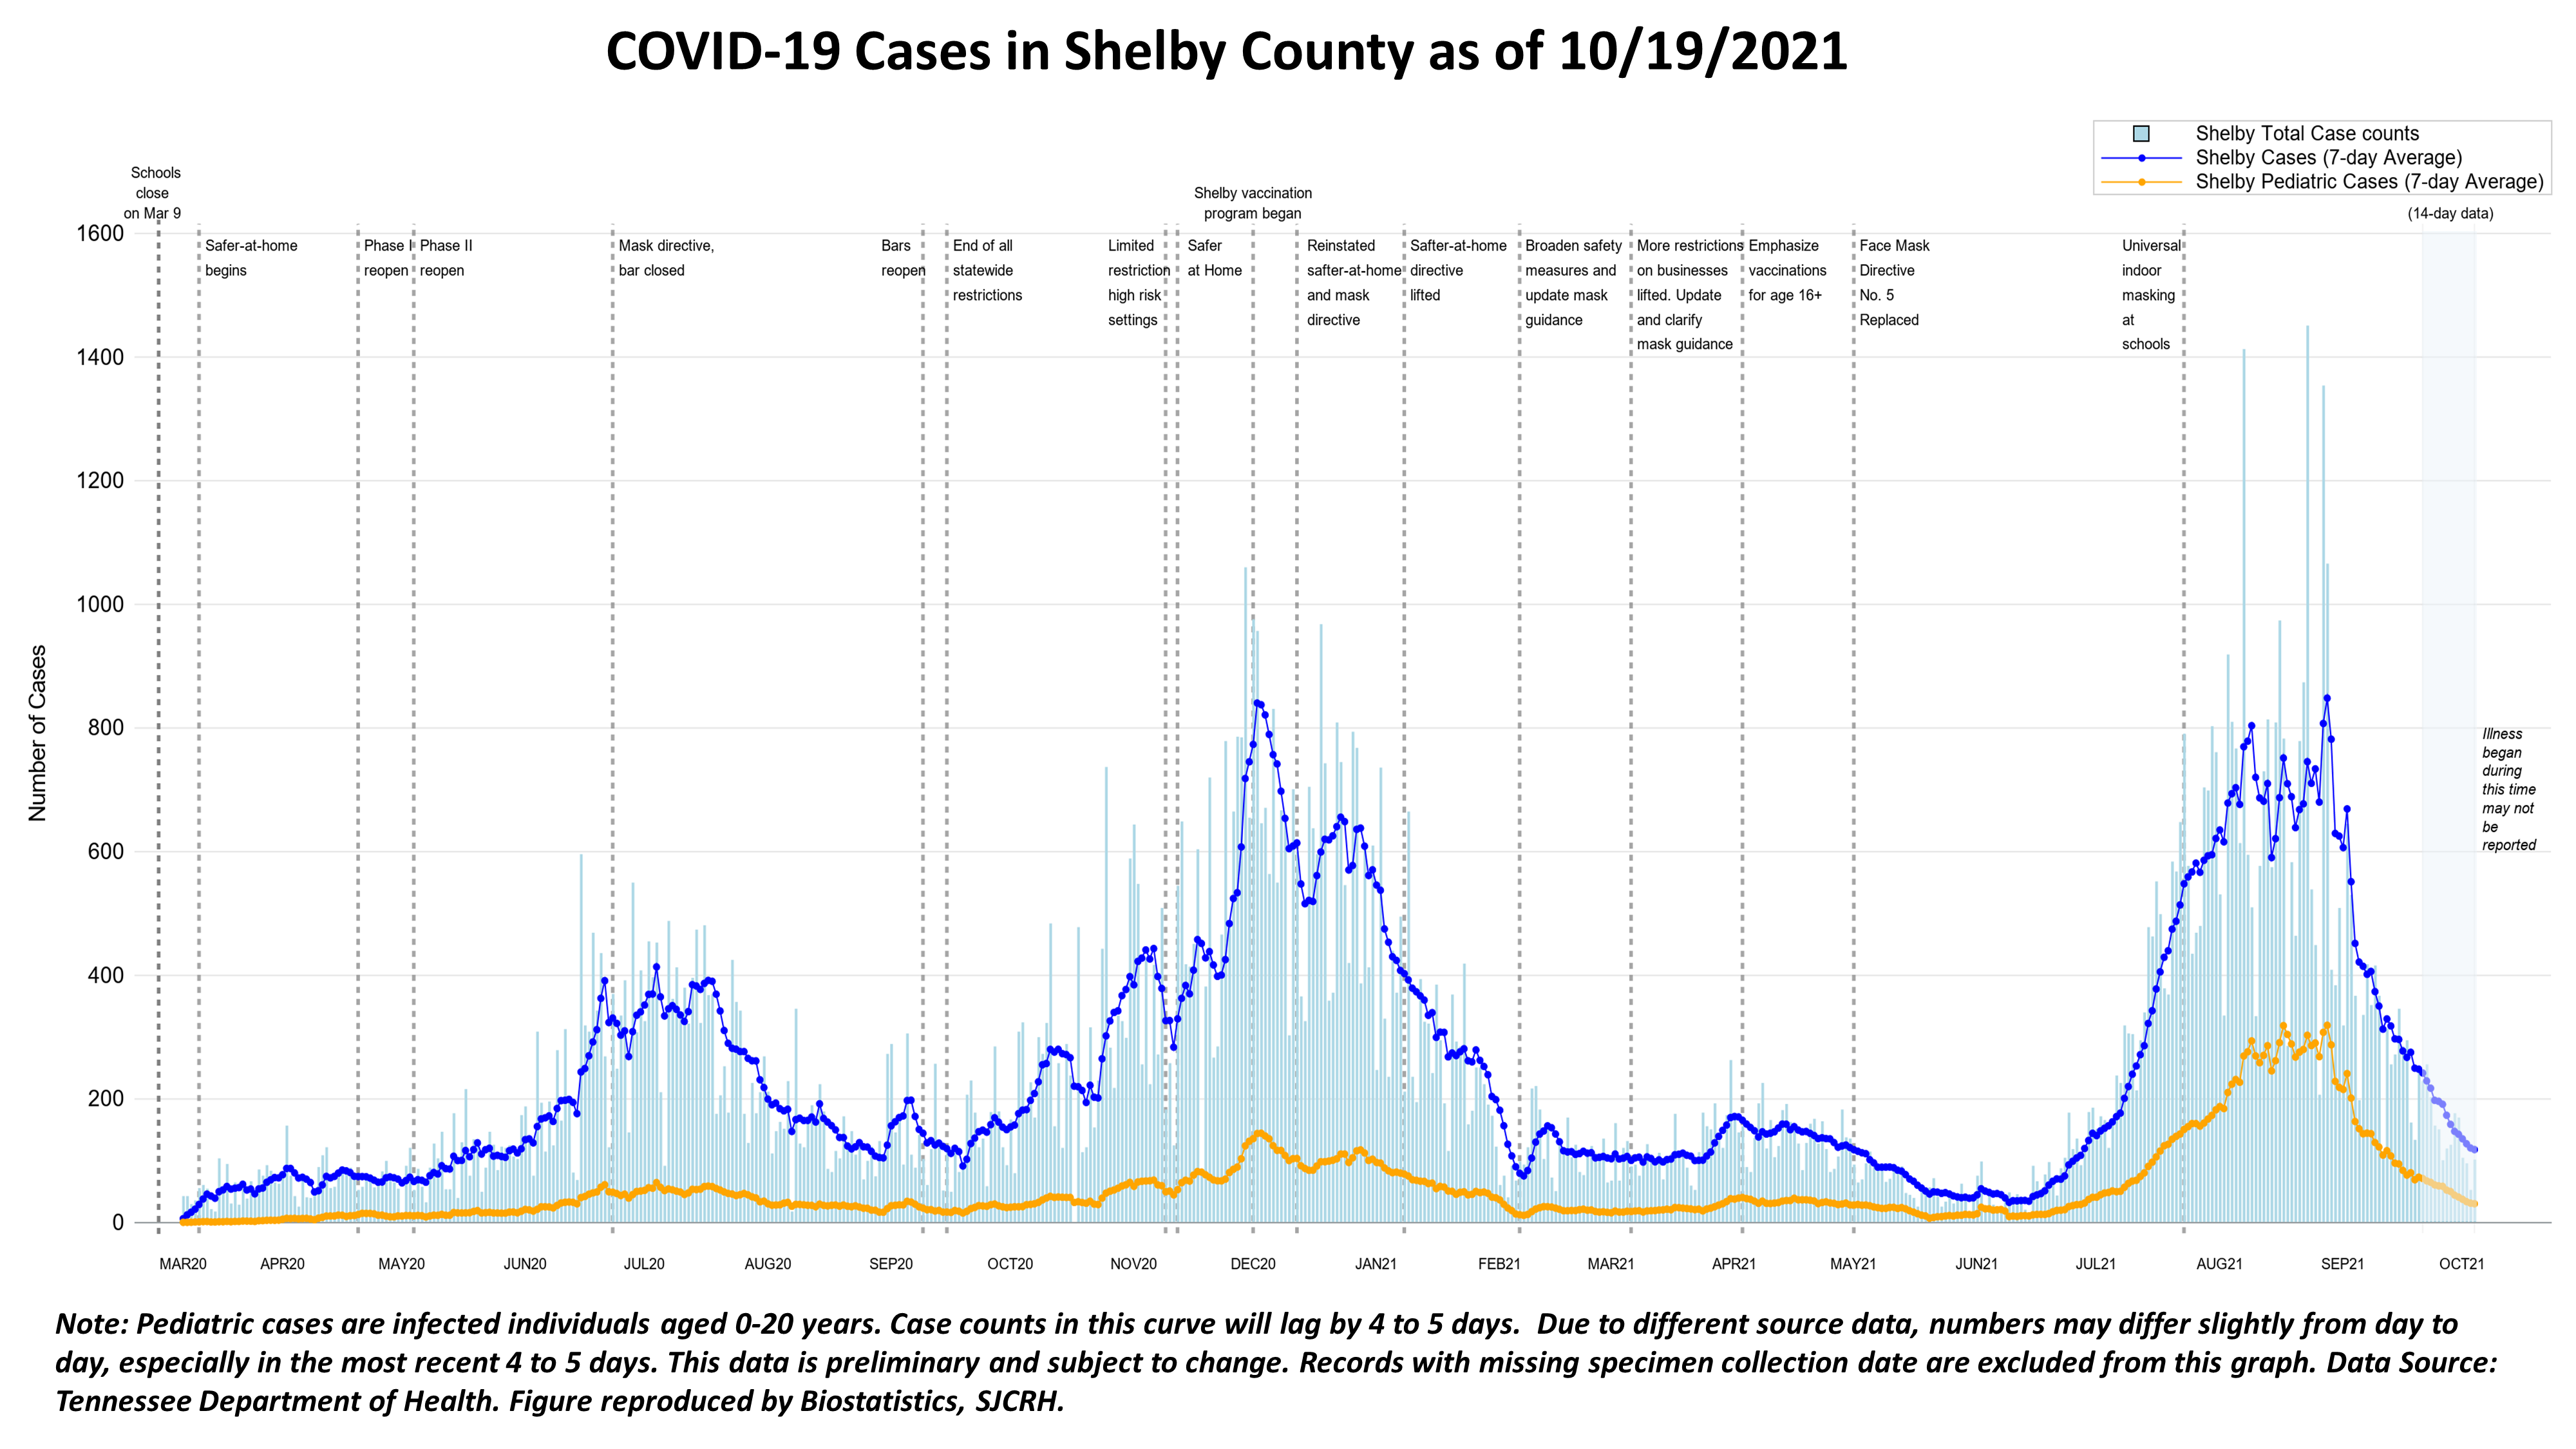 COVID-19 Cases in Shelby County as of 10/19/2021
Shelby Total Case counts
Shelby Cases (7-day Average)
Shelby Pediatric Cases (7-day Average)
(14-day data)
Schools
close
on Mar 9
Safer-at-home
begins
Phase I
reopen
Phase II
reopen
Mask directive,
bar closed
Bars
reopen
End of all
statewide
restrictions
Limited
restriction
high risk
settings
Safer
at Home
Shelby vaccination
program began
Reinstated
safter-at-home
and mask
directive
Safter-at-home
directive
lifted
Broaden safety
measures and
update mask
guidance
More restrictions
on businesses
lifted. Update
and clarify
mask guidance
Emphasize
vaccinations
for age 16+
Face Mask
Directive
No. 5
Replaced
Universal
indoor
masking
at
schools
Illness
began
during
this time
may not
be
reported
Number of Cases
1600
1400
1200
1000
800
600
400
200
0
MAR20 APR20 MAY20 JUN20 JUL20 AUG20 SEP20 OCT20 NOV20 DEC20 JAN21 FEB21 MAR21 APR21 MAY21 JUN21 JUL21 AUG21 SEP21 OCT21
Note: Pediatric cases are infected individuals aged 0-20 years. Case counts in this curve will lag by 4 to 5 days. Due to different source data, numbers may differ slightly from day to
day, especially in the most recent 4 to 5 days. This data is preliminary and subject to change. Records with missing specimen collection date are excluded from this graph. Data Source:
Tennessee Department of Health. Figure reproduced by Biostatistics, SJCRH.